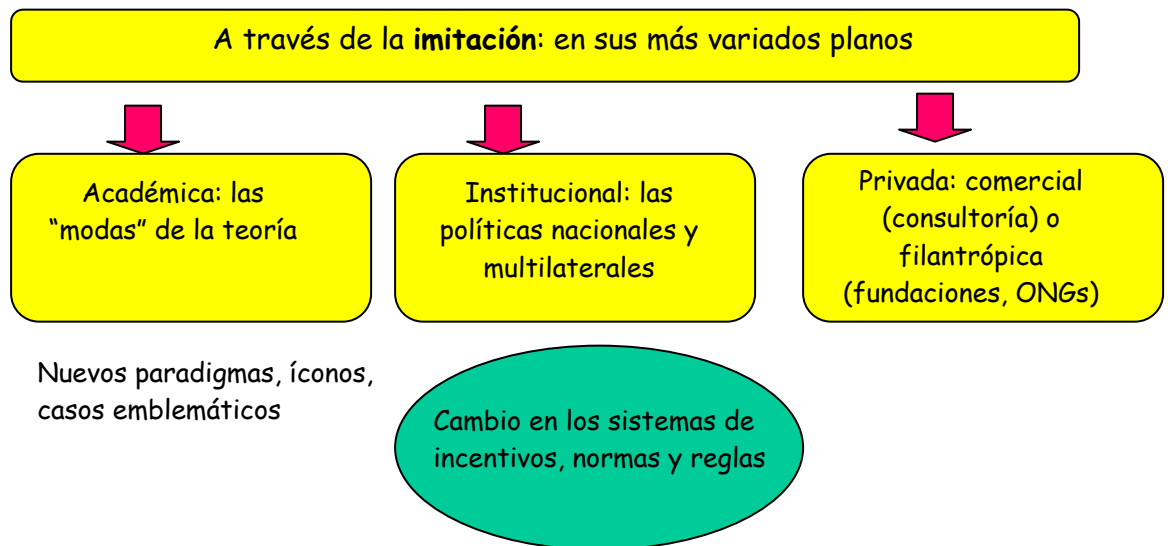 A través de la imitación: en sus más variados planos
Académica: las
“modas” de la teoría
Institucional: las
políticas nacionales y
multilaterales
Privada: comercial
(consultoría) o
filantrópica
(fundaciones, ONGs)
Nuevos paradigmas, íconos,
casos emblemáticos
Cambio en los sistemas de
incentivos, normas y reglas